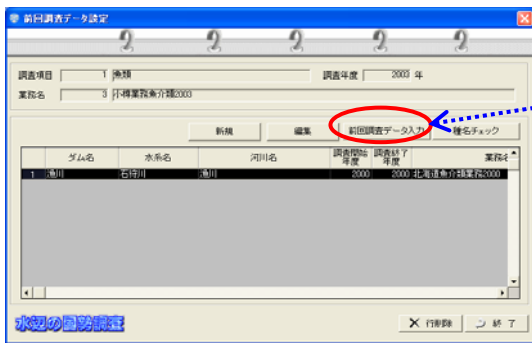 前回調査データ設定
調査項目 1 魚類 調査年度 2003 年
業務名 3 小樽業務魚介類2003
新規 編集 前回調査データ入力 種名チェック
ダム名 水系名 河川名 調査開始年度 調査終了年度 業務名
1 漁川 石狩川 漁川 2000 2000 北海道魚介類業務2000
水辺の国勢調査 行削除 終了